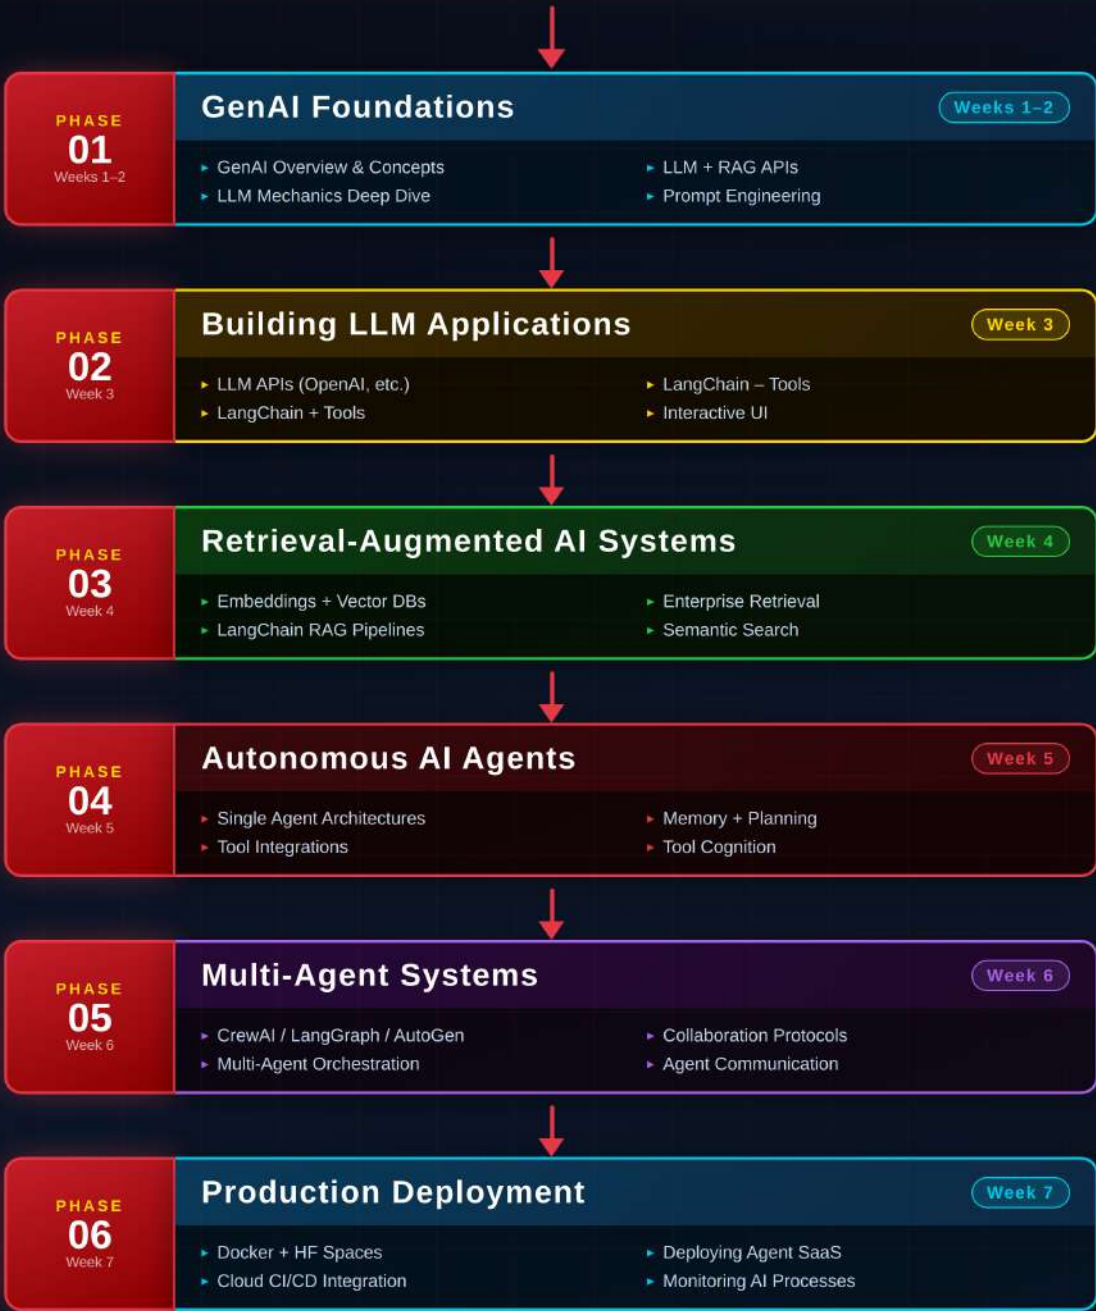 PHASE
01
Weeks 1–2
GenAI Foundations
Weeks 1–2
▸ GenAI Overview & Concepts
▸ LLM Mechanics Deep Dive
▸ LLM + RAG APIs
▸ Prompt Engineering
PHASE
02
Week 3
Building LLM Applications
Week 3
▸ LLM APIs (OpenAI, etc.)
▸ LangChain + Tools
▸ LangChain – Tools
▸ Interactive UI
PHASE
03
Week 4
Retrieval-Augmented AI Systems
Week 4
▸ Embeddings + Vector DBs
▸ LangChain RAG Pipelines
▸ Enterprise Retrieval
▸ Semantic Search
PHASE
04
Week 5
Autonomous AI Agents
Week 5
▸ Single Agent Architectures
▸ Tool Integrations
▸ Memory + Planning
▸ Tool Cognition
PHASE
05
Week 6
Multi-Agent Systems
Week 6
▸ CrewAI / LangGraph / AutoGen
▸ Multi-Agent Orchestration
▸ Collaboration Protocols
▸ Agent Communication
PHASE
06
Week 7
Production Deployment
Week 7
▸ Docker + HF Spaces
▸ Cloud CI/CD Integration
▸ Deploying Agent SaaS
▸ Monitoring AI Processes